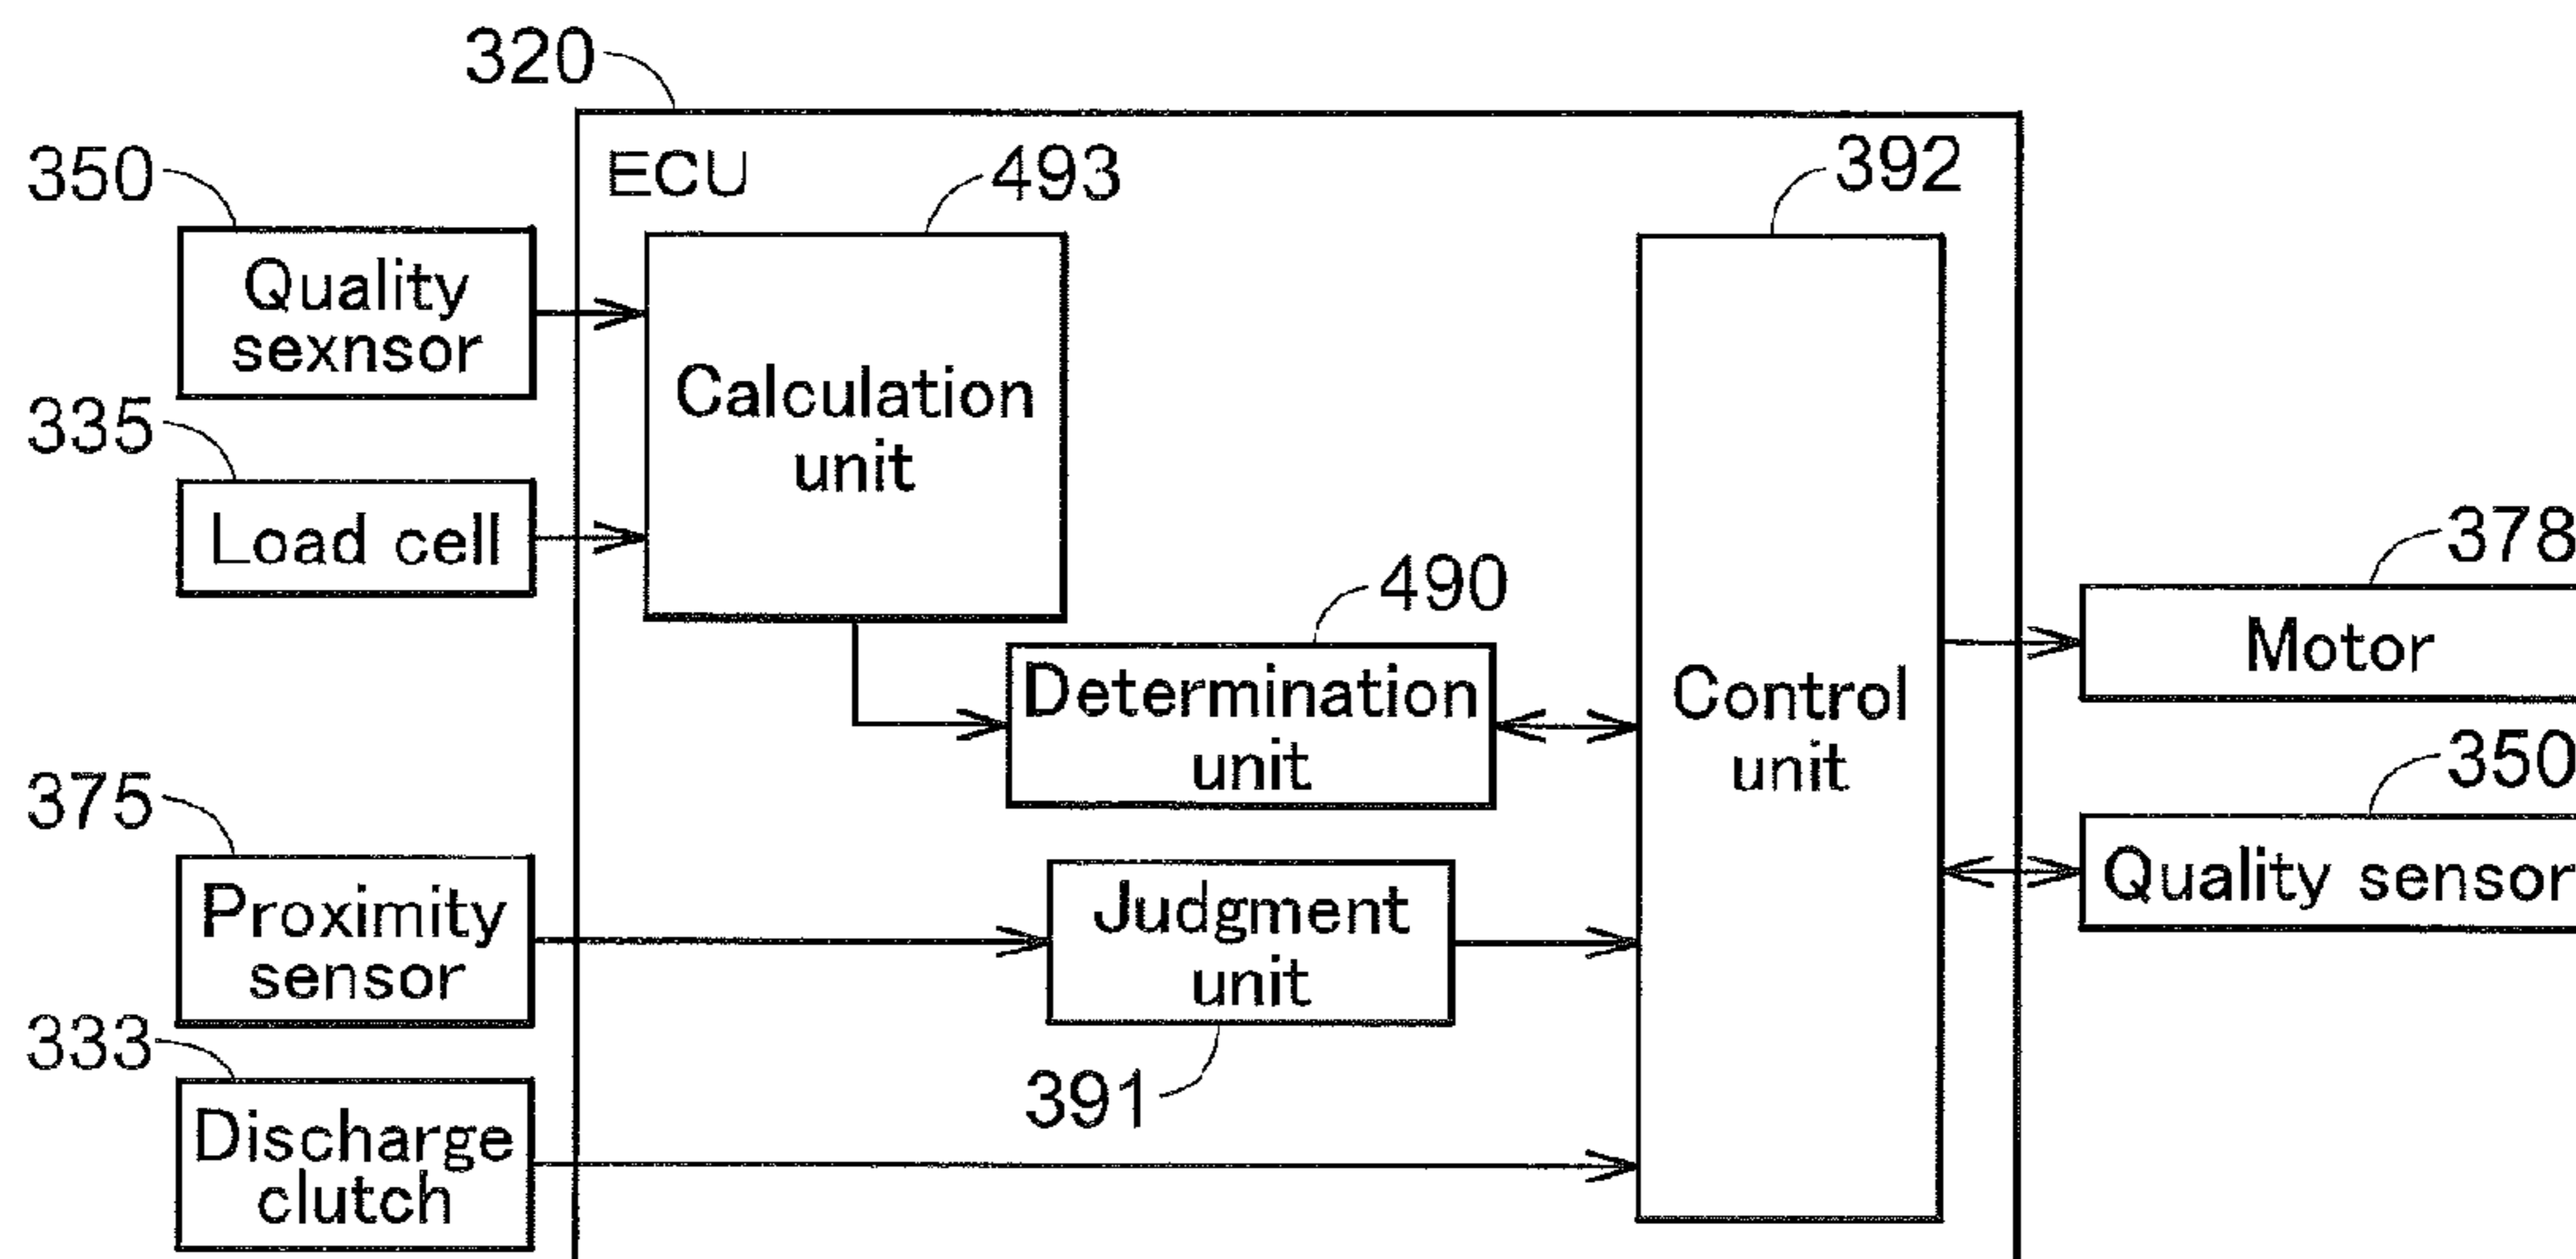 320
ECU
350
493
392
Quality
sexnsor
Calculation
unit
335
Load cell
378
490
Motor
Determination
unit
Control
unit
350
375
Quality sensor
Proximity
sensor
Judgment
unit
333
391
Discharge
clutch